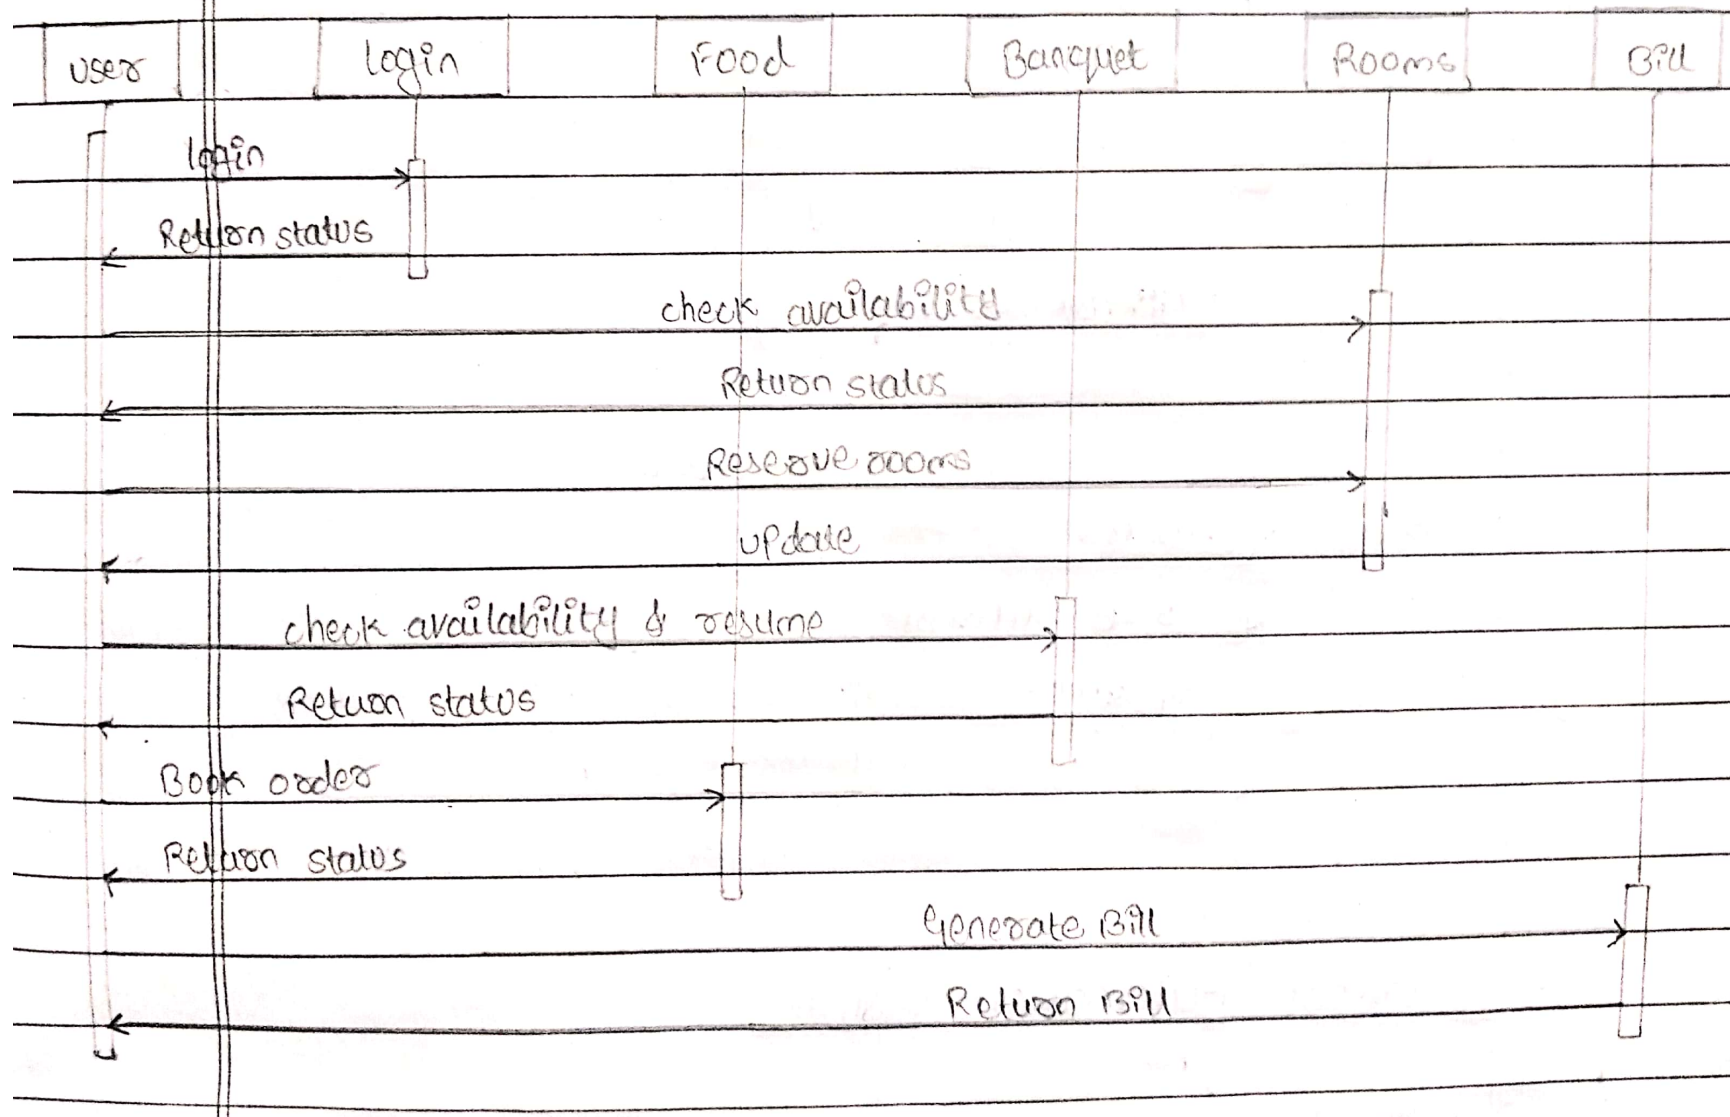 user login Food Banquet Rooms Bill
login
Return status
check availability
Return status
Reserve rooms
update
check availability & resume
Return status
Book order
Return status
Generate Bill
Return Bill